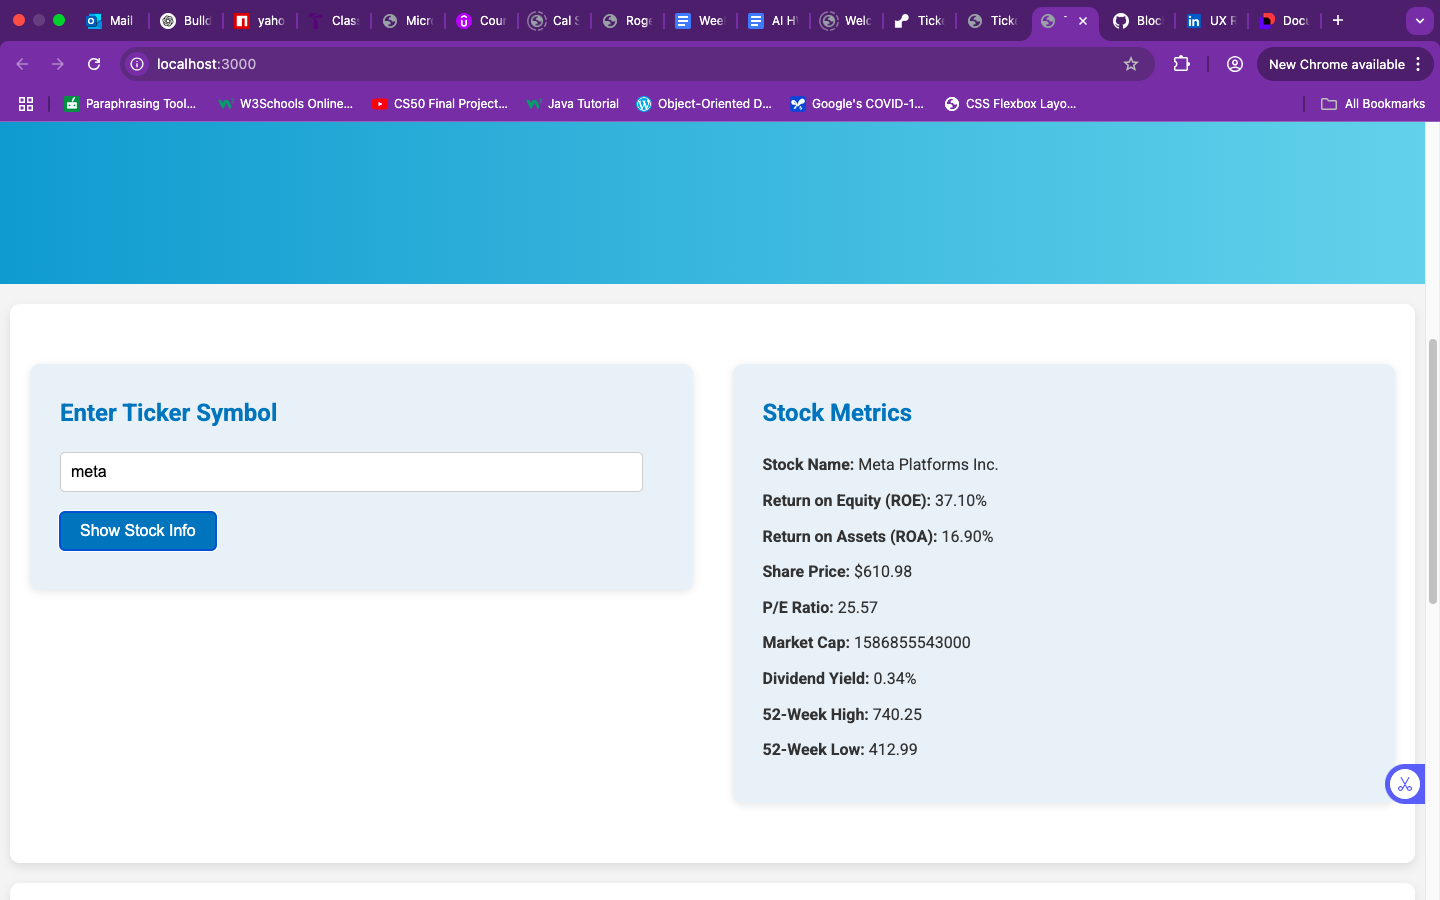 Mail
Build
yaho
Clas
Micr
Cour
Cal S
Roge
Wee
AI H
Welc
Tick
Tick
Bloc
UX R
Docu
localhost:3000
New Chrome available
Paraphrasing Tool...
W3Schools Online...
CS50 Final Project...
Java Tutorial
Object-Oriented D...
Google's COVID-1...
CSS Flexbox Layo...
All Bookmarks
Enter Ticker Symbol
meta
Show Stock Info
Stock Metrics
Stock Name: Meta Platforms Inc.
Return on Equity (ROE): 37.10%
Return on Assets (ROA): 16.90%
Share Price: $610.98
P/E Ratio: 25.57
Market Cap: 1586855543000
Dividend Yield: 0.34%
52-Week High: 740.25
52-Week Low: 412.99